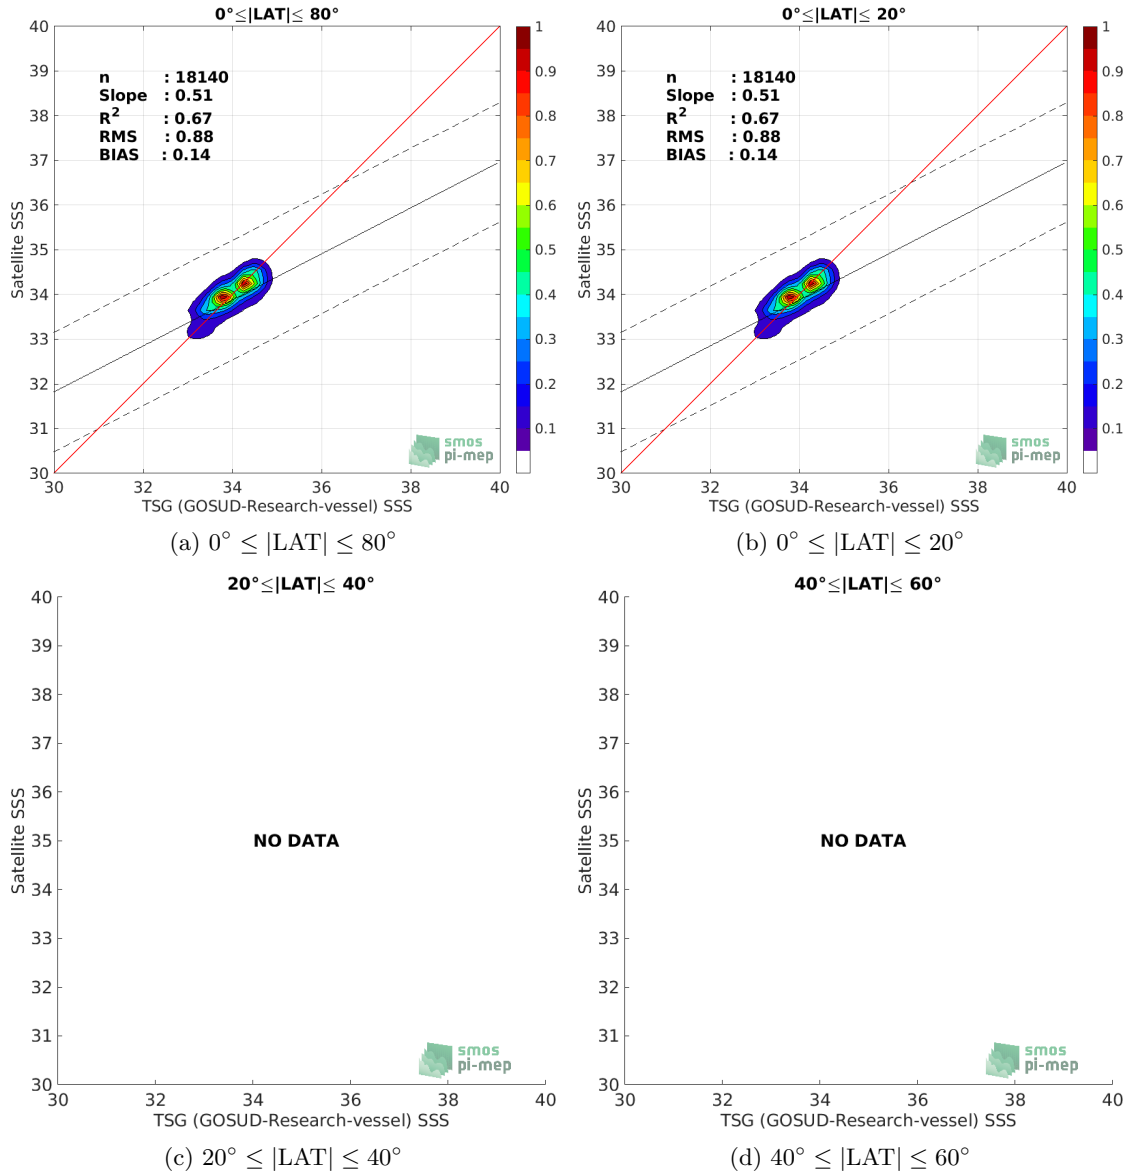 0°≤|LAT|≤ 80°
40
39
38
37
36
35
34
33
32
31
30
Satellite SSS
n : 18140
Slope : 0.51
R2 : 0.67
RMS : 0.88
BIAS : 0.14
smos
pi-mep
30
32
34
36
38
40
TSG (GOSUD-Research-vessel) SSS
1
0.9
0.8
0.7
0.6
0.5
0.4
0.3
0.2
0.1
(a) 0° ≤ |LAT| ≤ 80°
0°≤|LAT|≤ 20°
40
39
38
37
36
35
34
33
32
31
30
Satellite SSS
n : 18140
Slope : 0.51
R2 : 0.67
RMS : 0.88
BIAS : 0.14
smos
pi-mep
30
32
34
36
38
40
TSG (GOSUD-Research-vessel) SSS
1
0.9
0.8
0.7
0.6
0.5
0.4
0.3
0.2
0.1
(b) 0° ≤ |LAT| ≤ 20°
20°≤|LAT|≤ 40°
40
39
38
37
36
35
34
33
32
31
30
Satellite SSS
NO DATA
smos
pi-mep
30
32
34
36
38
40
TSG (GOSUD-Research-vessel) SSS
(c) 20° ≤ |LAT| ≤ 40°
40°≤|LAT|≤ 60°
40
39
38
37
36
35
34
33
32
31
30
Satellite SSS
NO DATA
smos
pi-mep
30
32
34
36
38
40
TSG (GOSUD-Research-vessel) SSS
(d) 40° ≤ |LAT| ≤ 60°